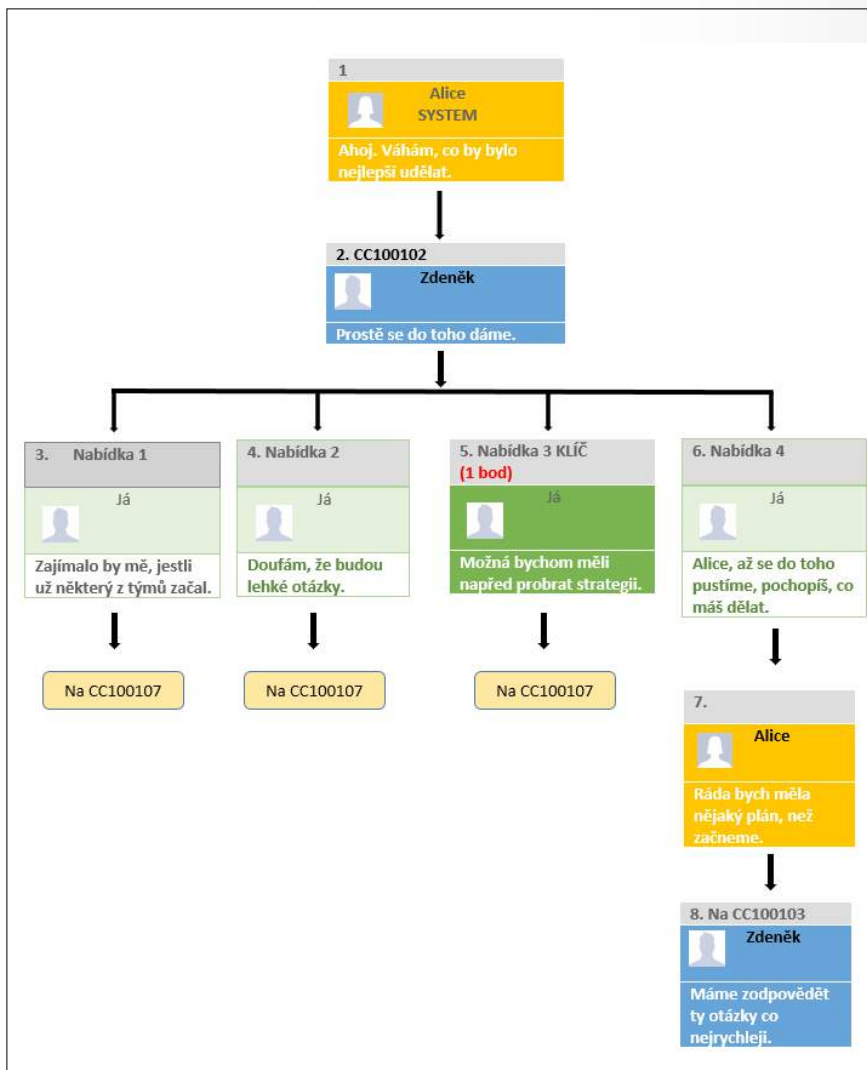 1
Alice
SYSTEM
Ahoj. Váhám, co by bylo
nejlepší udělat.
2. CC100102
Zdeněk
Prostě se do toho dáme.
3. Nabídka 1
Já
Zajímalo by mě, jestli
už některý z týmů začal.
Na CC100107
4. Nabídka 2
Já
Doufám, že budou
lehké otázky.
Na CC100107
5. Nabídka 3 KLÍČ
(1 bod)
Já
Možná bychom měli
napřed probrat strategii.
Na CC100107
6. Nabídka 4
Já
Alice, až se do toho
pustíme, pochopíš, co
máš dělat.
7.
Alice
Ráda bych měla
nějaký plán, než
začneme.
8. Na CC100103
Zdeněk
Máme zodpovědět
ty otázky co
nejrychleji.